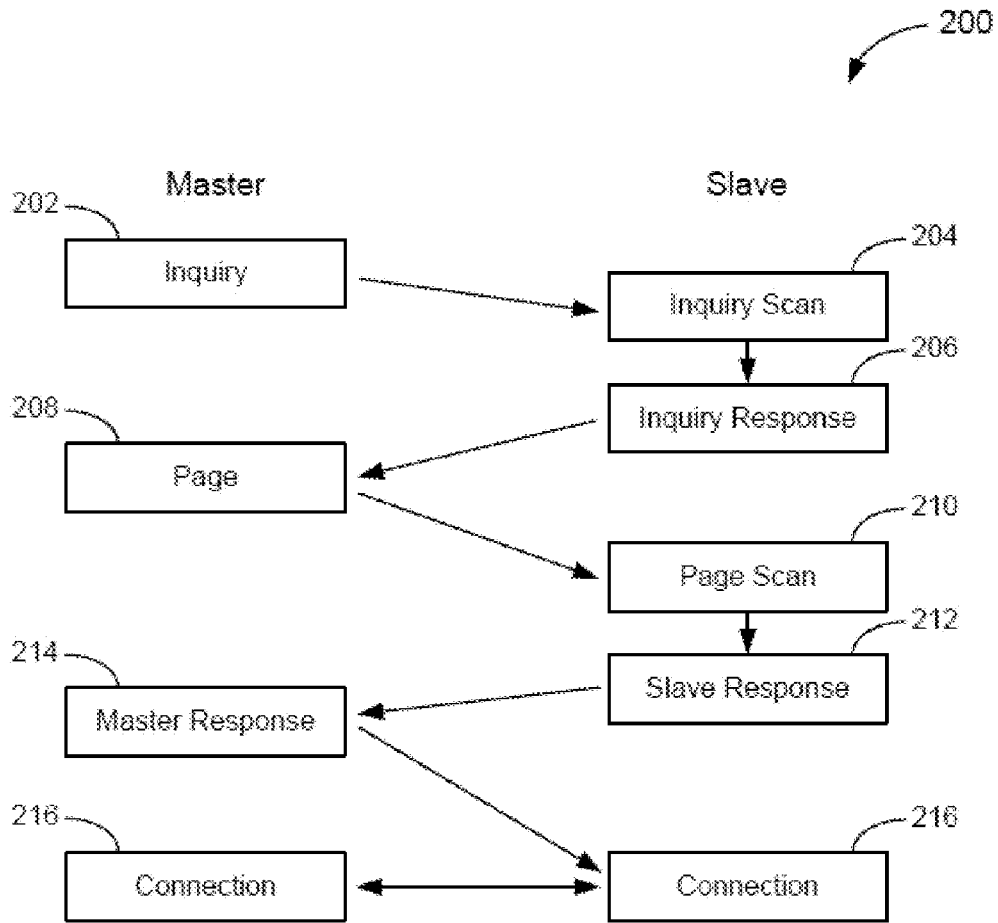 200
Master
Slave
202
Inquiry
204
Inquiry Scan
206
Inquiry Response
208
Page
210
Page Scan
212
Slave Response
214
Master Response
216
Connection
216
Connection